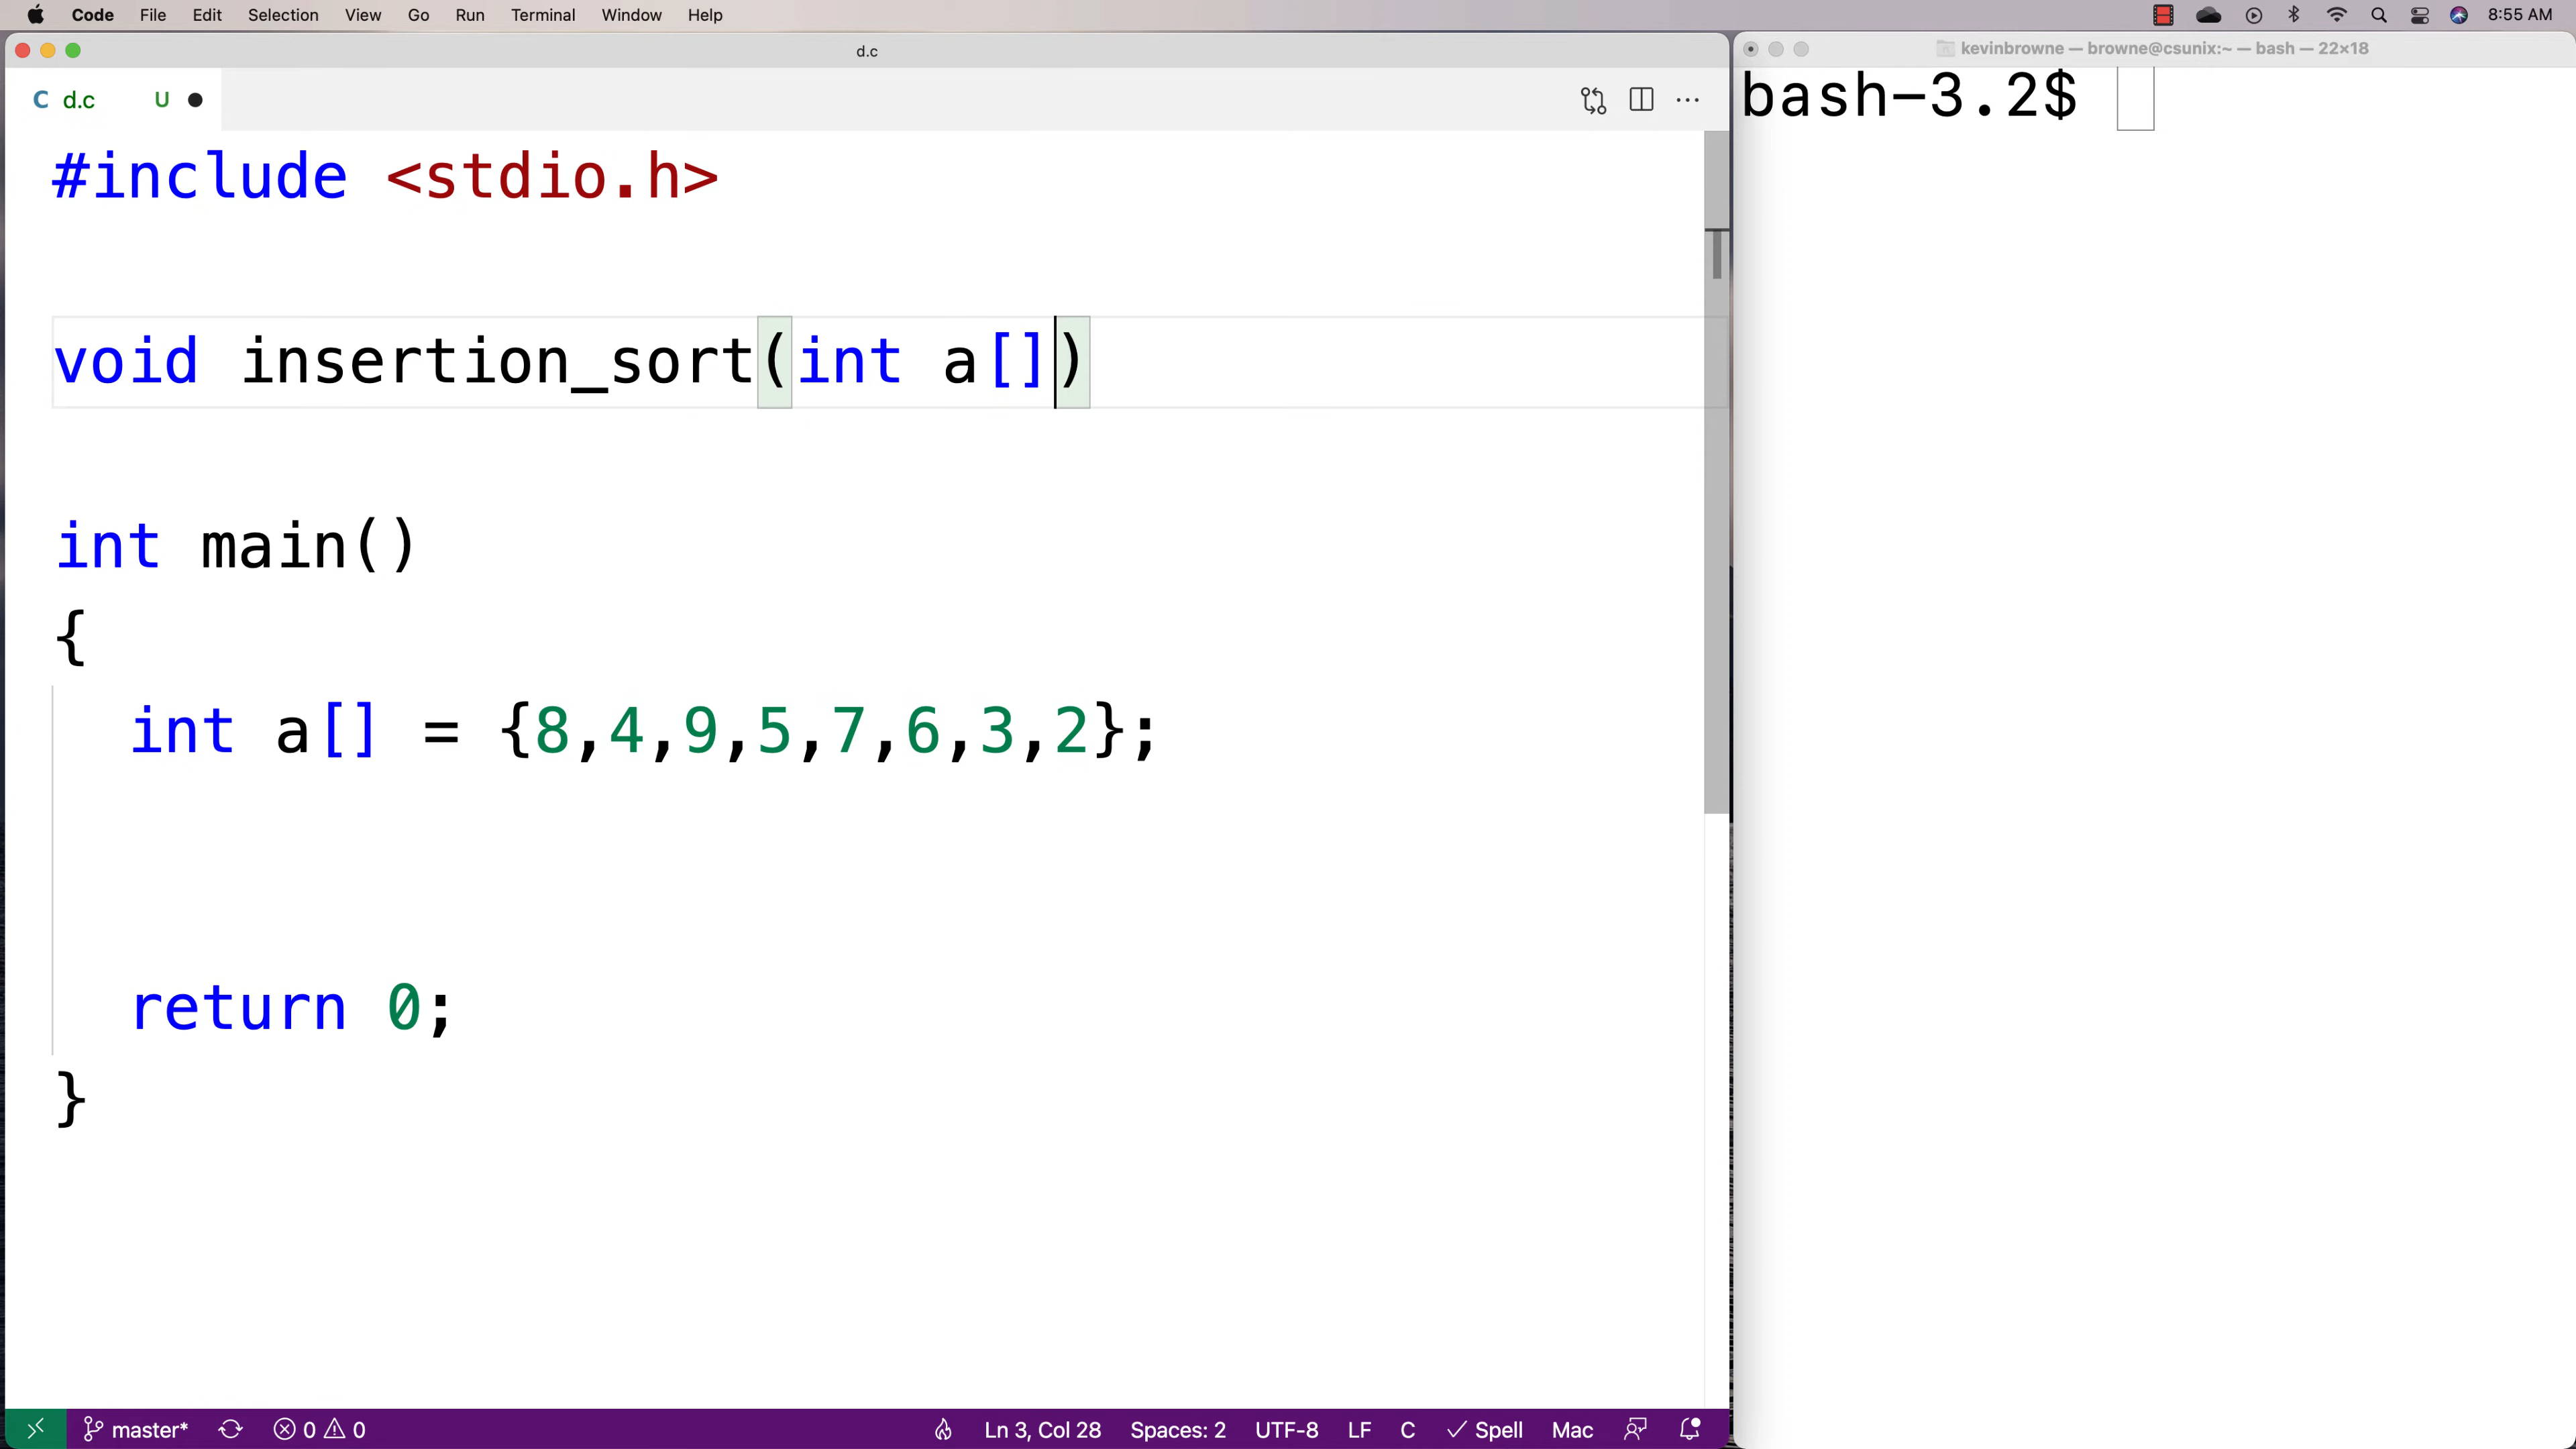 Code File Edit Selection View Go Run Terminal Window Help 8:55 AM
d.c
kevinbrowne — browne@csunix:~ — bash — 22×18
C d.c U
bash-3.2$
#include <stdio.h>
void insertion_sort(int a[])
int main()
{
int a[] = {8,4,9,5,7,6,3,2};
return 0;
}
master* 0 0 Ln 3, Col 28 Spaces: 2 UTF-8 LF C Spell Mac